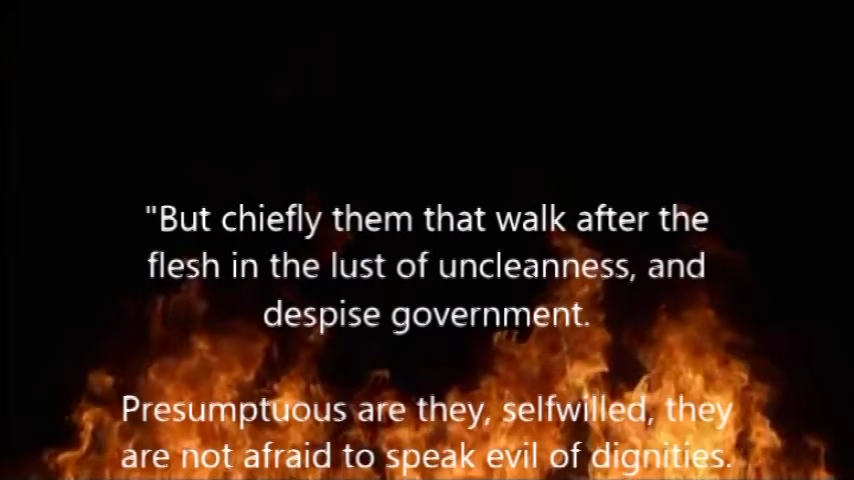 "But chiefly them that walk after the
flesh in the lust of uncleanness, and
despise government.
Presumptuous are they, selfwilled, they
are not afraid to speak evil of dignities.